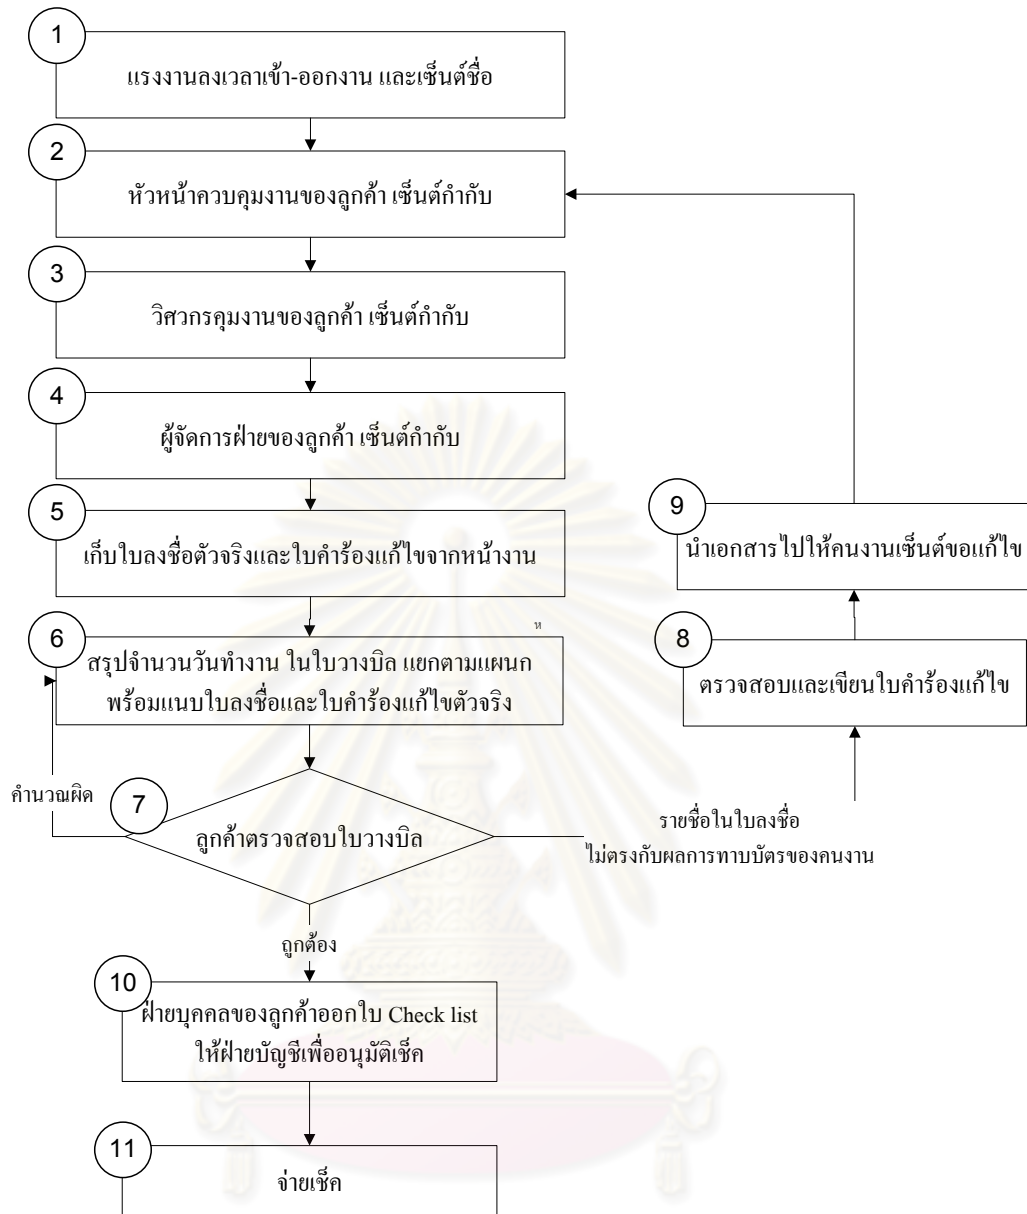 1
แรงงานลงเวลาเข้า-ออกงาน และเซ็นต์ชื่อ
2
หัวหน้าควบคุมงานของลูกค้า เซ็นต์กำกับ
3
วิศวกรคุมงานของลูกค้า เซ็นต์กำกับ
4
ผู้จัดการฝ่ายของลูกค้า เซ็นต์กำกับ
5
เก็บใบลงชื่อตัวจริงและใบคำร้องแก้ไขจากหน้างาน
6
สรุปจำนวนวันทำงาน ในใบวางบิล แยกตามแผนก
พร้อมแนบใบลงชื่อและใบคำร้องแก้ไขตัวจริง
ห
คำนวณผิด
7
ลูกค้าตรวจสอบใบวางบิล
รายชื่อในใบลงชื่อ
ไม่ตรงกับผลการทาบบัตรของคนงาน
8
ตรวจสอบและเขียนใบคำร้องแก้ไข
9
นำเอกสารไปให้คนงานเซ็นต์ขอแก้ไข
ถูกต้อง
10
ฝ่ายบุคคลของลูกค้าออกใบ Check list
ให้ฝ่ายบัญชีเพื่ออนุมัติเช็ค
11
จ่ายเช็ค